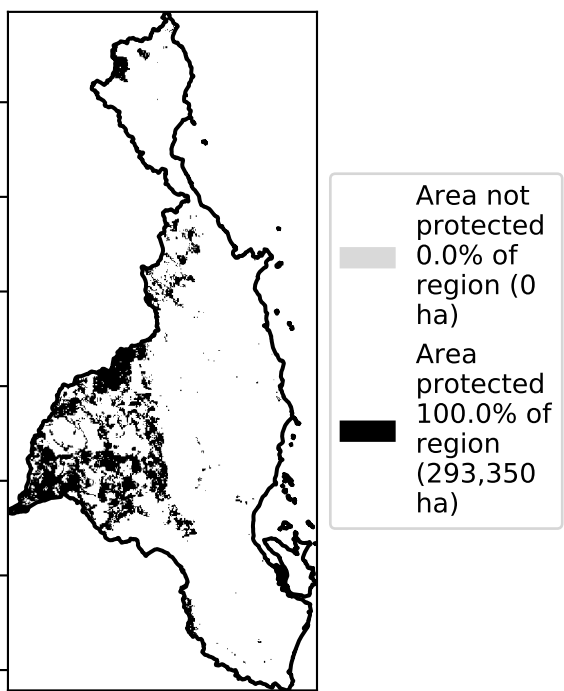 Area not
protected
0.0% of
region (0
ha)
Area
protected
100.0% of
region
(293,350
ha)